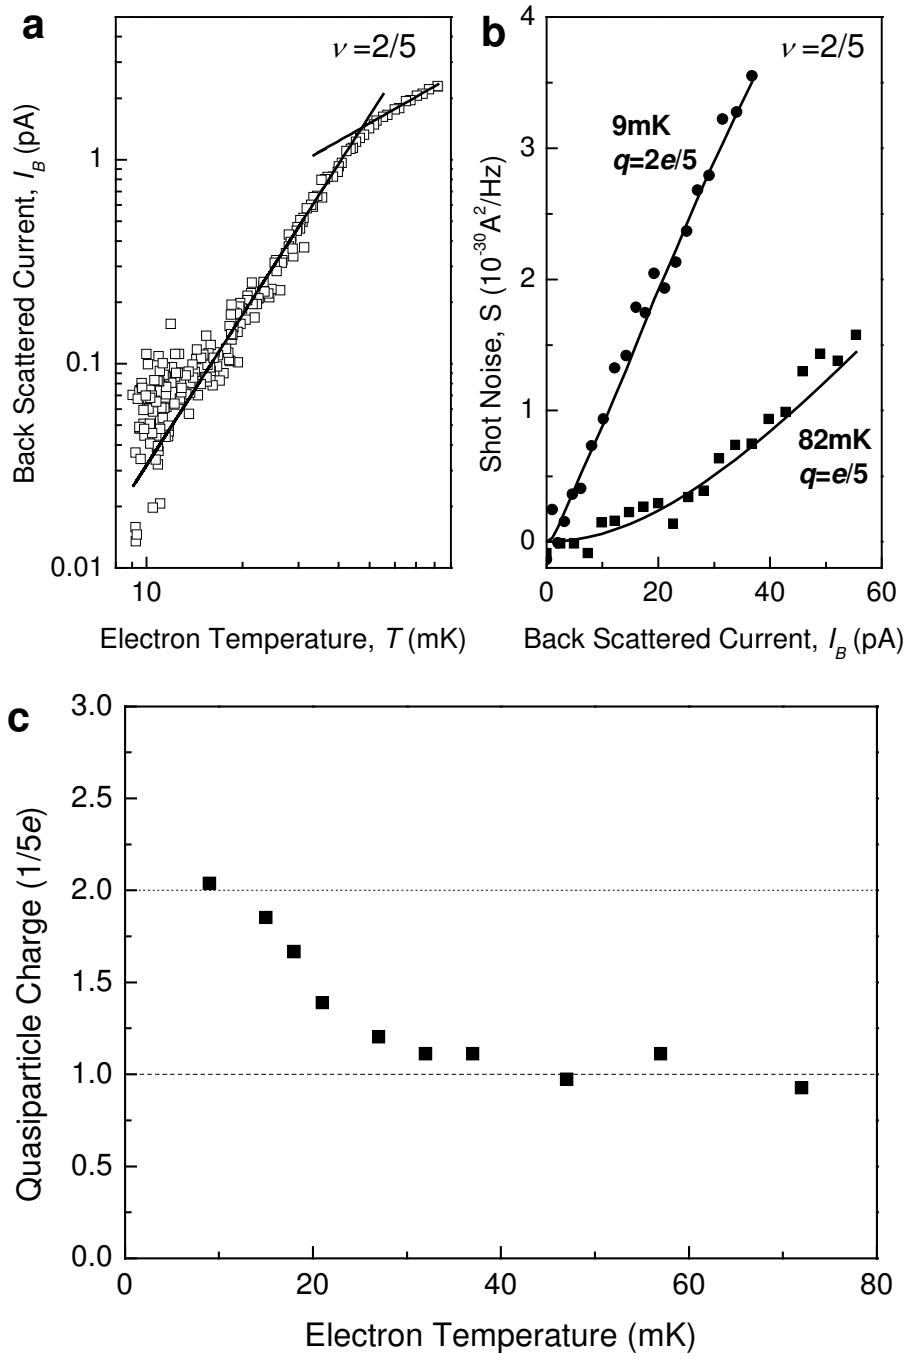 a
ν =2/5
Back Scattered Current, I_B (pA)
1
0.1
0.01
10
Electron Temperature, T (mK)
b
ν =2/5
9mK
q=2e/5
82mK
q=e/5
Shot Noise, S (10⁻³⁰A²/Hz)
4
3
2
1
0
0 20 40 60
Back Scattered Current, I_B (pA)
c
Quasiparticle Charge (1/5e)
3.0
2.5
2.0
1.5
1.0
0.5
0.0
0 20 40 60 80
Electron Temperature (mK)